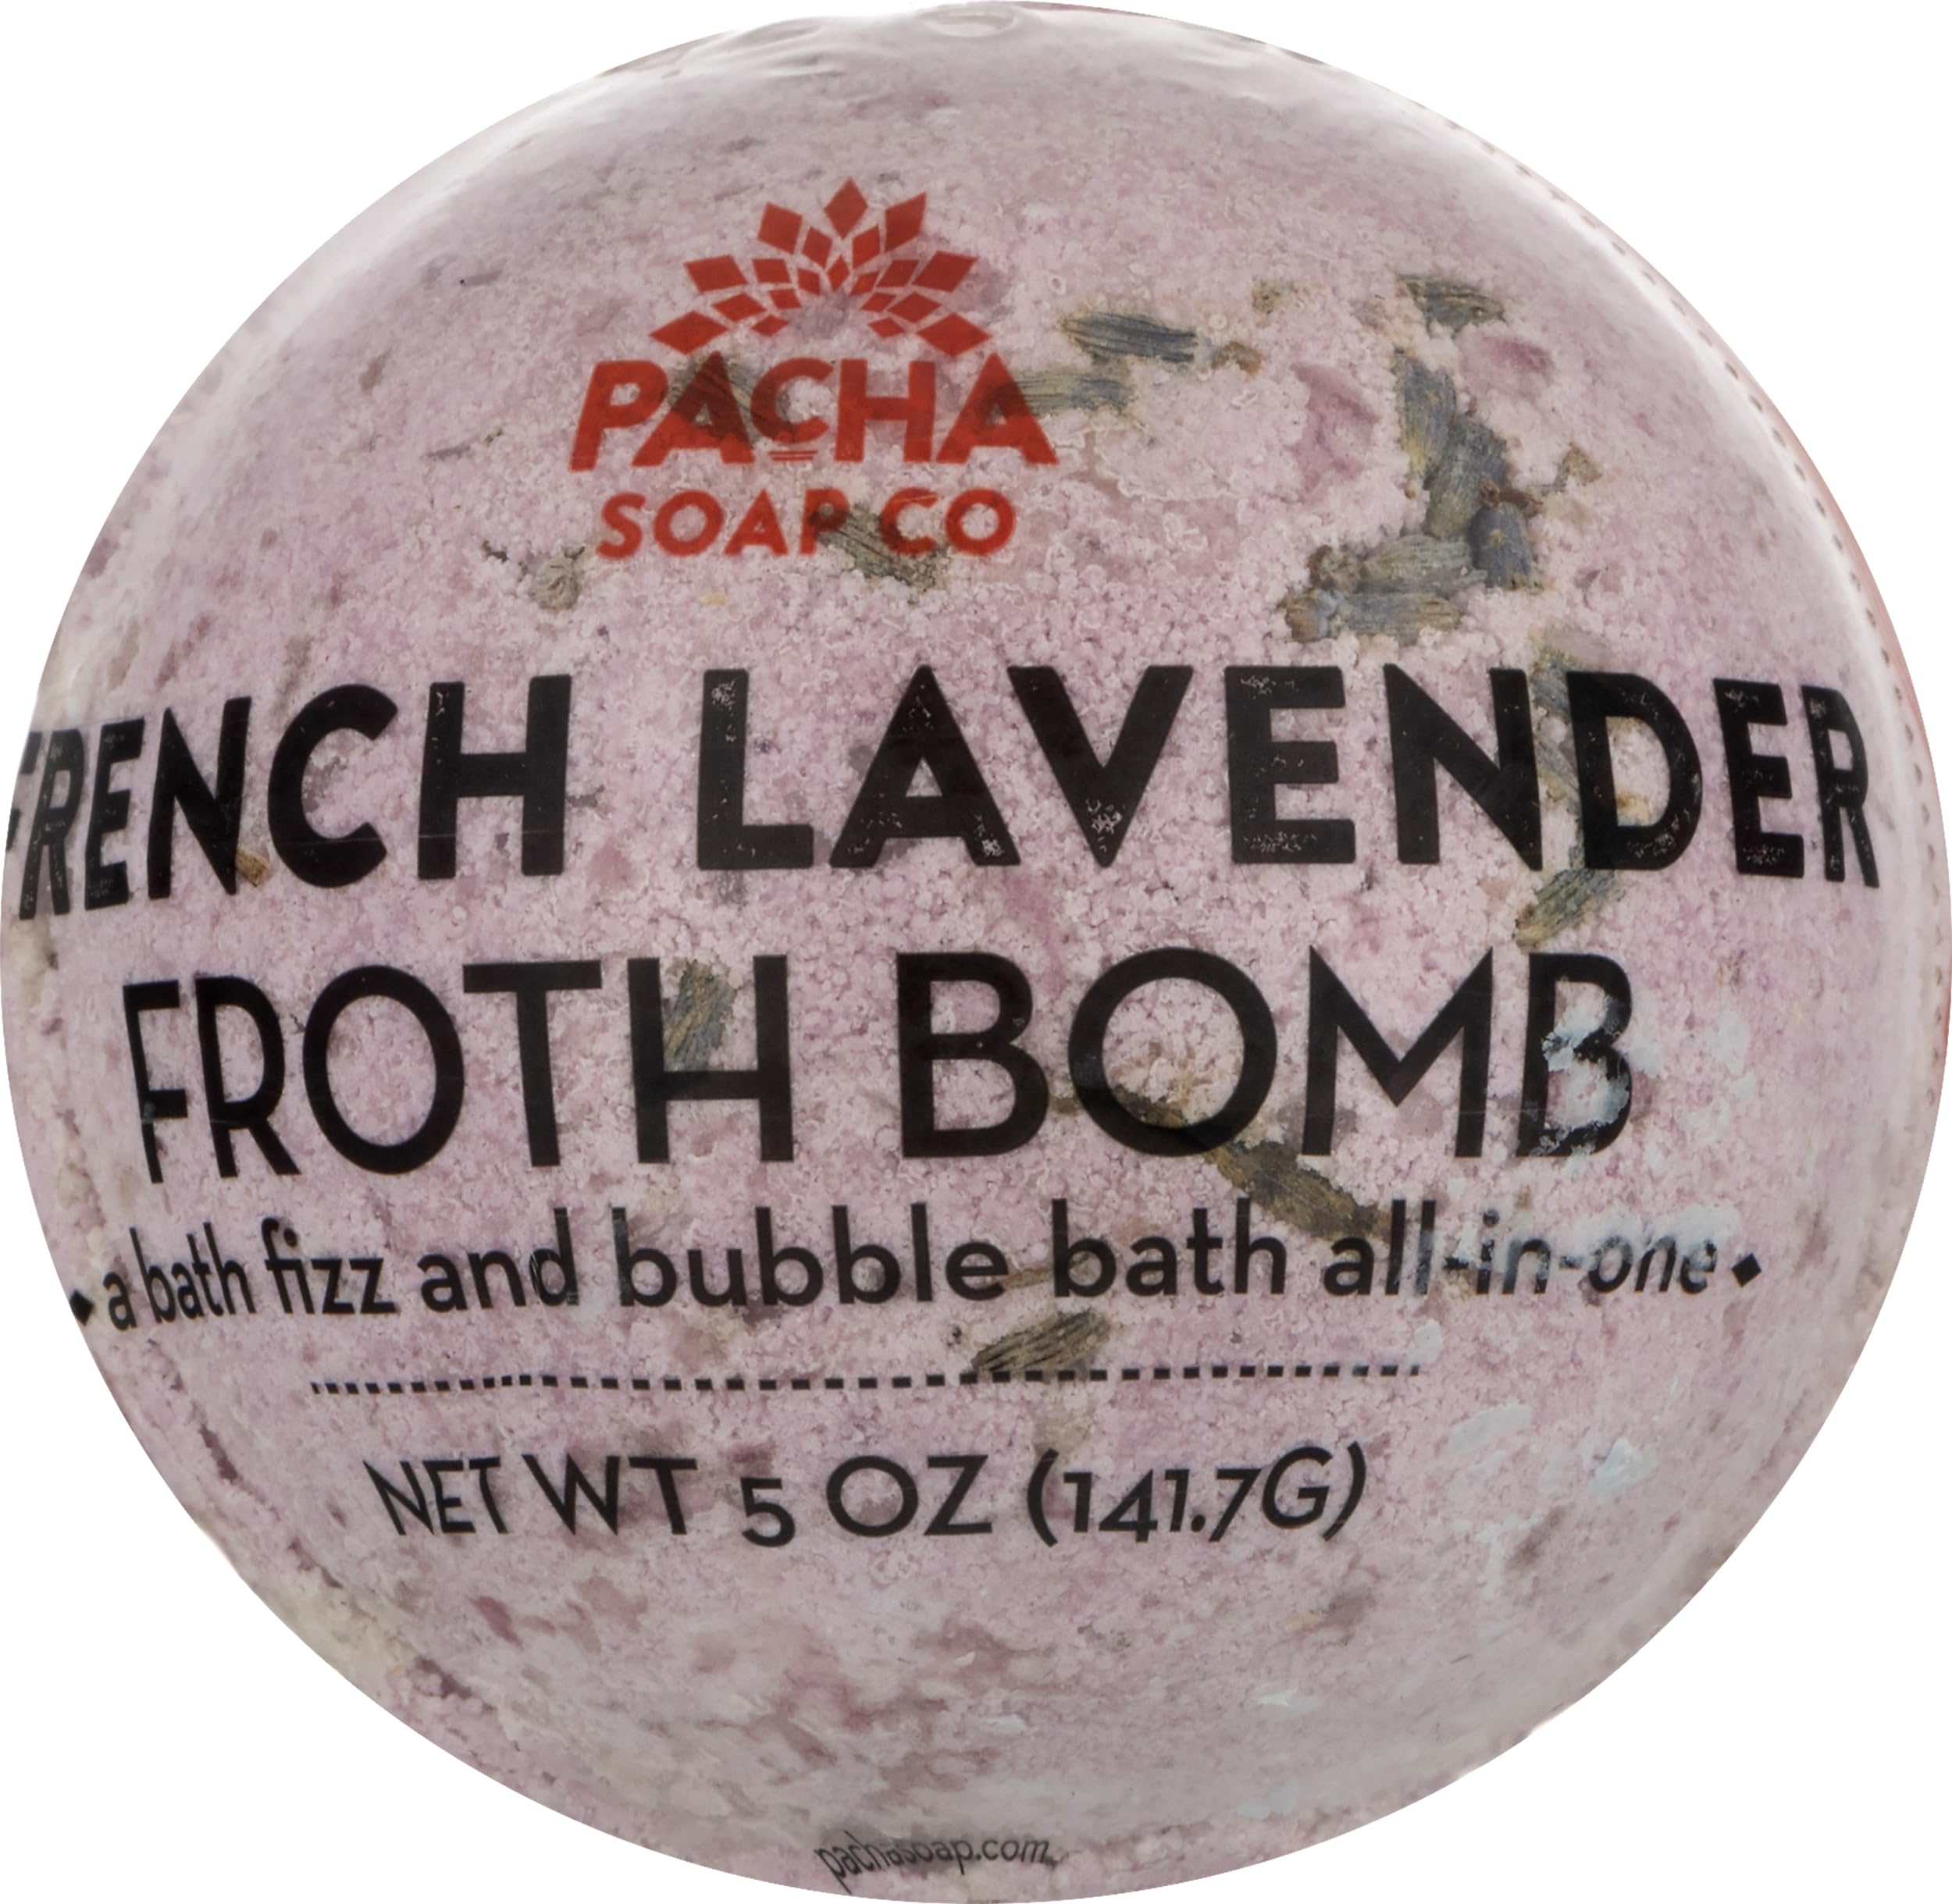 PACHA
SOAP CO
FRENCH LAVENDER
FROTH BOMB
• a bath fizz and bubble bath all-in-one •
NET WT 5 OZ (141.7G)
pachasoap.com